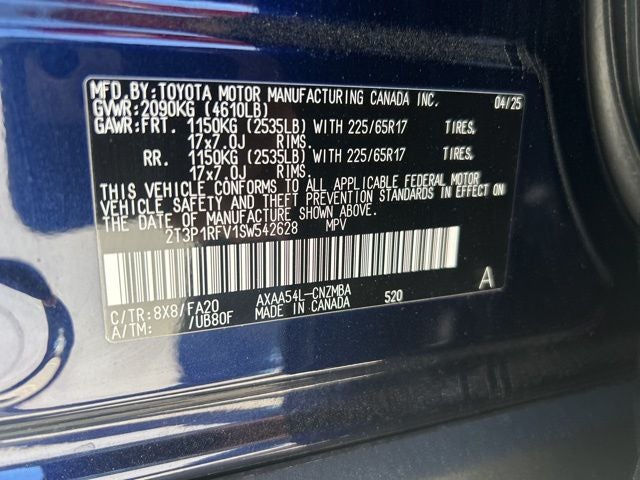 MFD.BY:TOYOTA MOTOR MANUFACTURING CANADA INC. 04/25
GVWR:2090KG (4610LB)
GAWR:FRT. 1150KG (2535LB) WITH 225/65R17 TIRES,
17x7.0J RIMS.
RR. 1150KG (2535LB) WITH 225/65R17 TIRES,
17x7.0J RIMS.
THIS VEHICLE CONFORMS TO ALL APPLICABLE FEDERAL MOTOR
VEHICLE SAFETY AND THEFT PREVENTION STANDARDS IN EFFECT ON
THE DATE OF MANUFACTURE SHOWN ABOVE.
2T3P1RFV1SW542628 MPV
C/TR:8X8/FA20 AXAA54L-CNZMBA 520 A
A/TM: /UB80F MADE IN CANADA